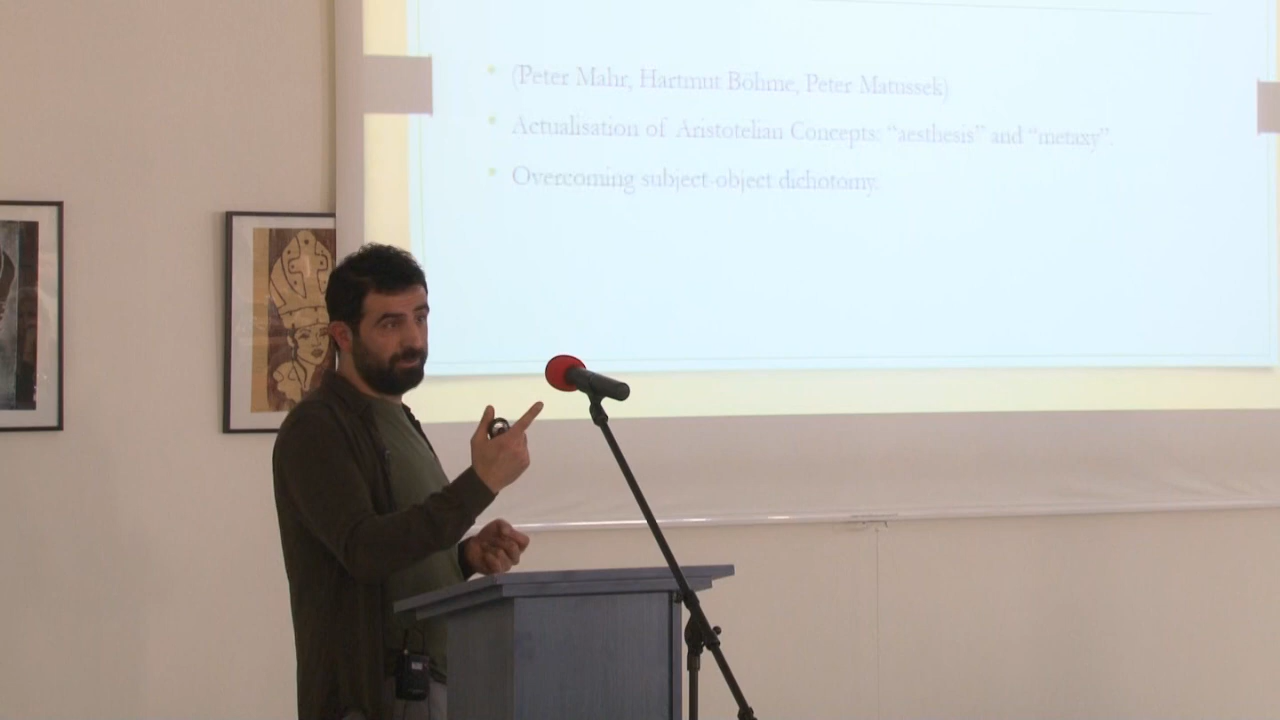 (Peter Mahr, Hartmut Böhme, Peter Matussek)
Actualisation of Aristotelian Concepts: “aesthesis” and “metaxy”.
Overcoming subject-object dichotomy.